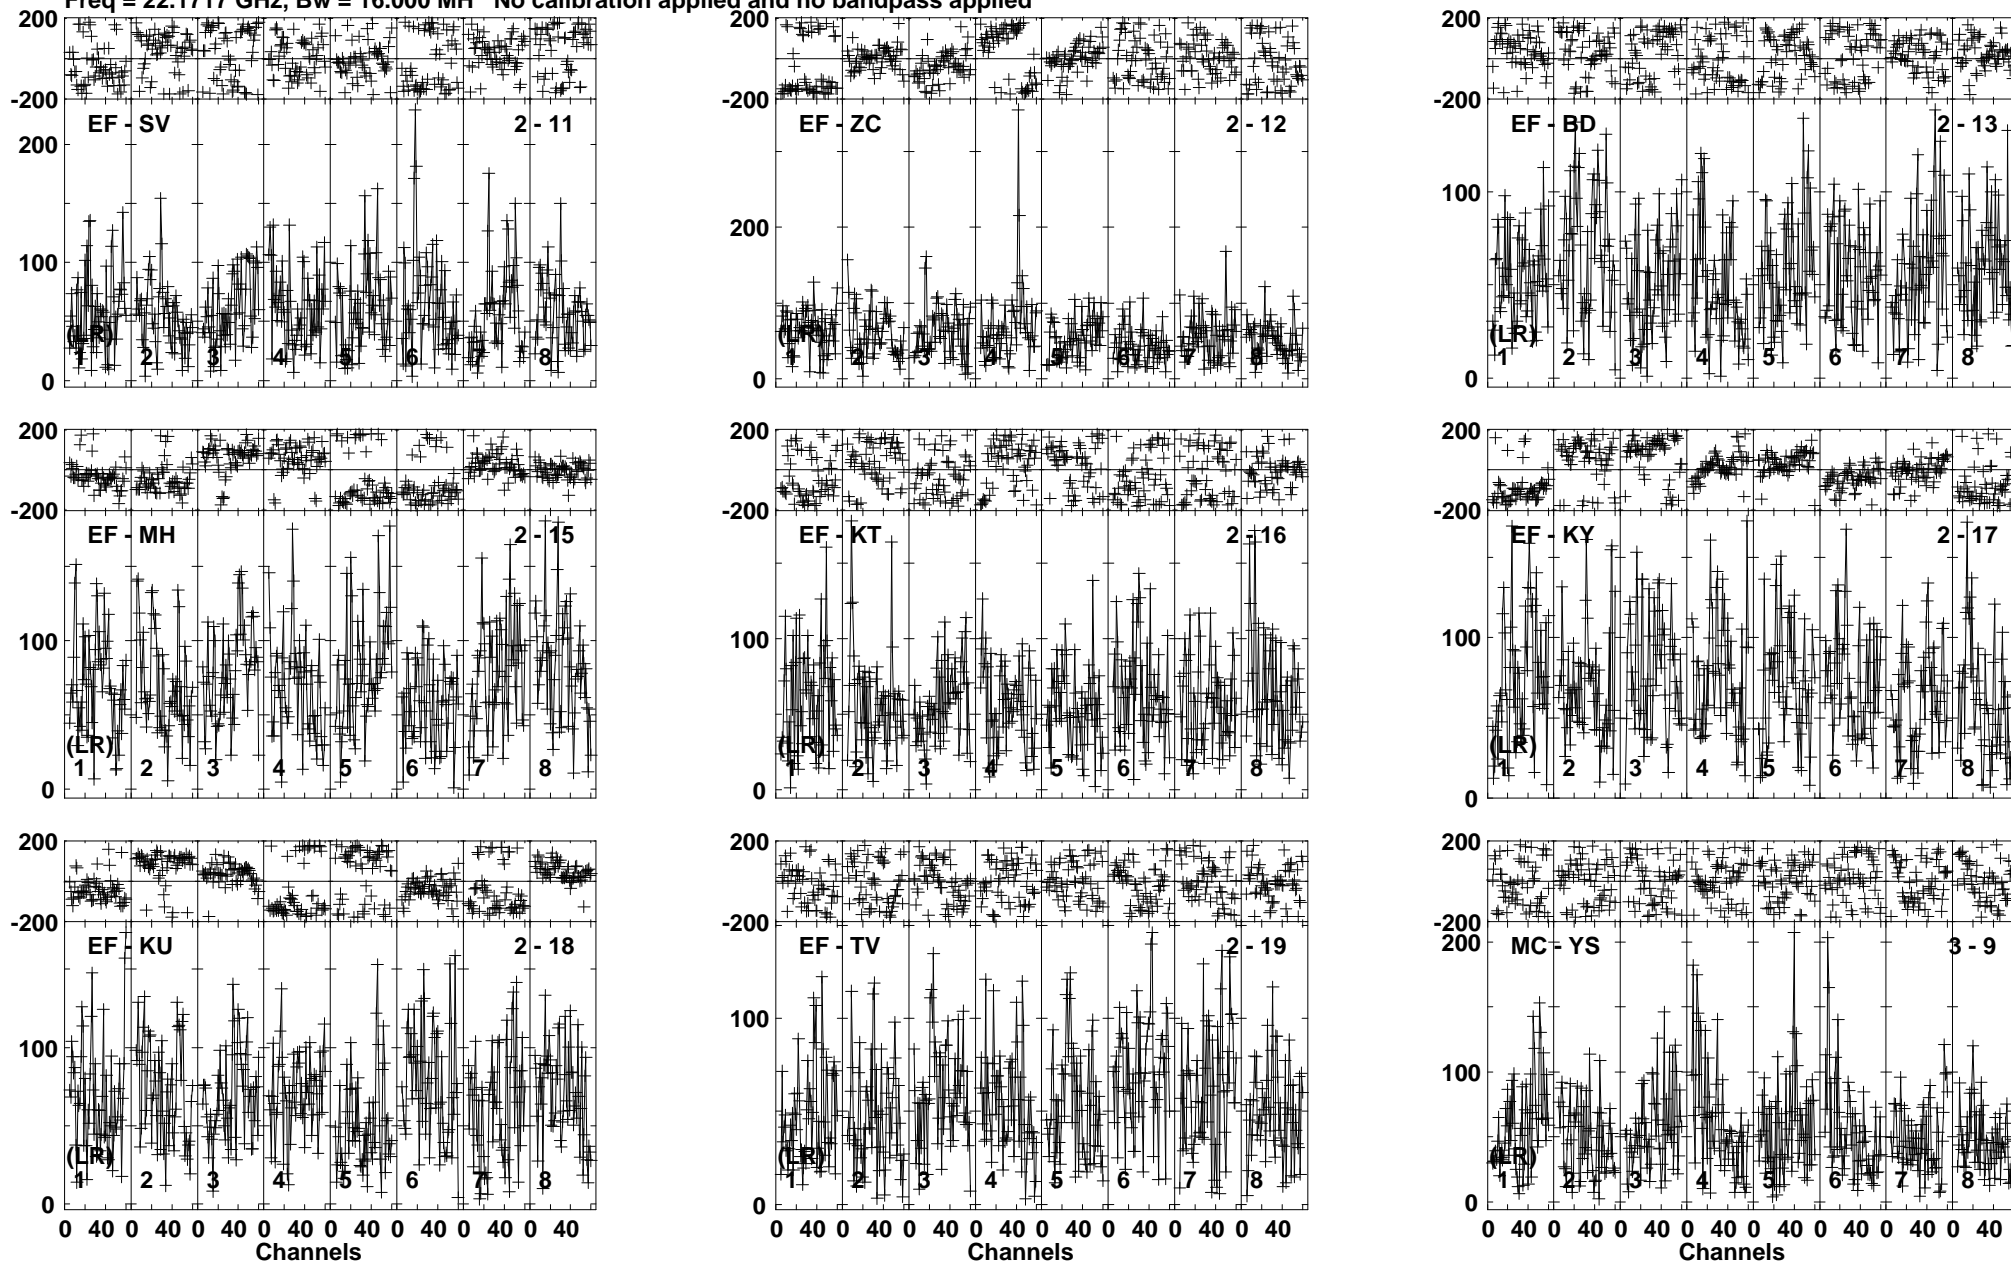 Freq = 22.1717 GHz, Bw = 16.000 MH No calibration applied and no bandpass applied
200 200 200
-200 -200 -200
EF - SV 2 - 11 EF - ZC 2 - 12 EF - BD 2 - 13
200
200
100 100
(LR) (LR) (LR)
1 2 3 4 5 6 7 8 1 2 3 4 5 6 7 8 1 2 3 4 5 6 7 8
0 0 0
200 200 200
-200 -200 -200
EF - MH 2 - 15 EF - KT 2 - 16 EF - KY 2 - 17
100 100 100
(LR) (LR) (LR)
1 2 3 4 5 6 7 8 1 2 3 4 5 6 7 8 1 2 3 4 5 6 7 8
0 0 0
200 200 200
-200 -200 -200
EF - KU 2 - 18 EF - TV 2 - 19 MC - YS 3 - 9
200
100 100 100
(LR) (LR) (LR)
1 2 3 4 5 6 7 8 1 2 3 4 5 6 7 8 1 2 3 4 5 6 7 8
0 0 0
0 40 0 40 0 40 0 40 0 40 0 40 0 40 0 40 0 40 0 40 0 40 0 40 0 40 0 40 0 40 0 40 0 40 0 40 0 40 0 40 0 40 0 40 0 40 0 40
Channels Channels